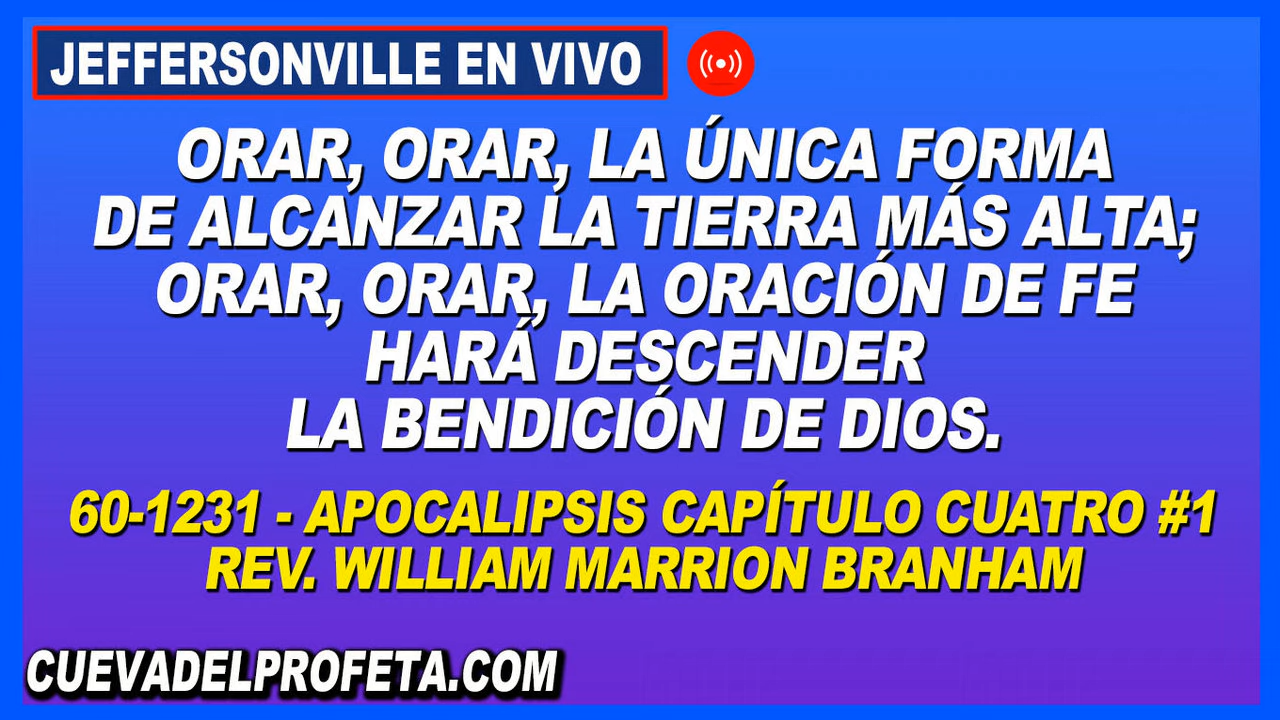 JEFFERSONVILLE EN VIVO
ORAR, ORAR, LA ÚNICA FORMA
DE ALCANZAR LA TIERRA MÁS ALTA;
ORAR, ORAR, LA ORACIÓN DE FE
HARÁ DESCENDER
LA BENDICIÓN DE DIOS.
60-1231 - APOCALIPSIS CAPÍTULO CUATRO #1
REV. WILLIAM MARRION BRANHAM
CUEVADELPROFETA.COM